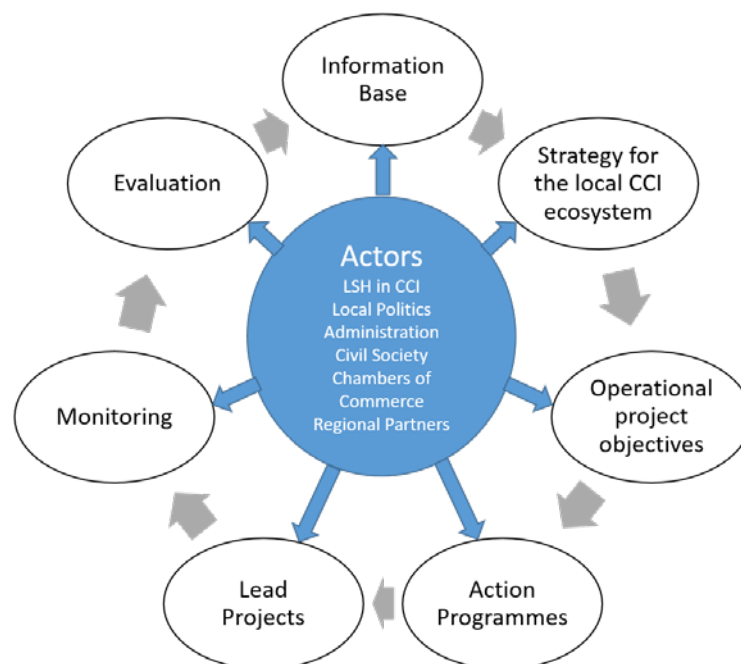 Information
Base
Strategy for
the local CCI
ecosystem
Operational
project
objectives
Action
Programmes
Lead
Projects
Monitoring
Evaluation
Actors
LSH in CCI
Local Politics
Administration
Civil Society
Chambers of
Commerce
Regional Partners